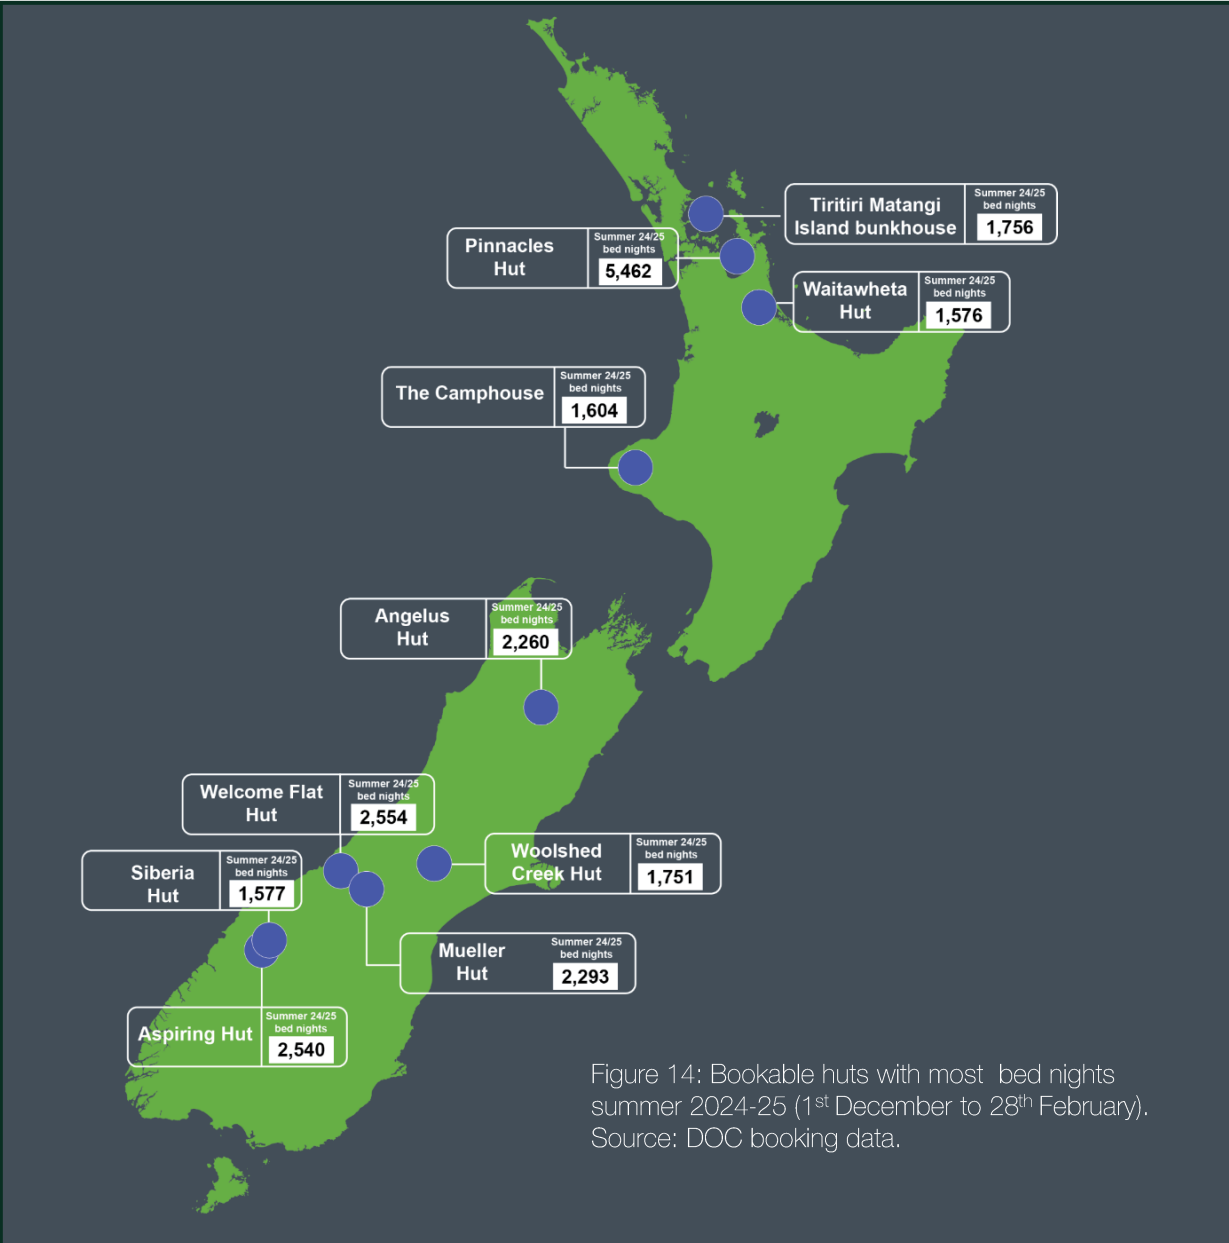 Tiritiri Matangi
Island bunkhouse
Summer 24/25
bed nights
1,756
Pinnacles
Hut
Summer 24/25
bed nights
5,462
Waitawheta
Hut
Summer 24/25
bed nights
1,576
The Camphouse
Summer 24/25
bed nights
1,604
Angelus
Hut
Summer 24/25
bed nights
2,260
Welcome Flat
Hut
Summer 24/25
bed nights
2,554
Woolshed
Creek Hut
Summer 24/25
bed nights
1,751
Siberia
Hut
Summer 24/25
bed nights
1,577
Mueller
Hut
Summer 24/25
bed nights
2,293
Aspiring Hut
Summer 24/25
bed nights
2,540
Figure 14: Bookable huts with most  bed nights
summer 2024-25 (1st December to 28th February).
Source: DOC booking data.